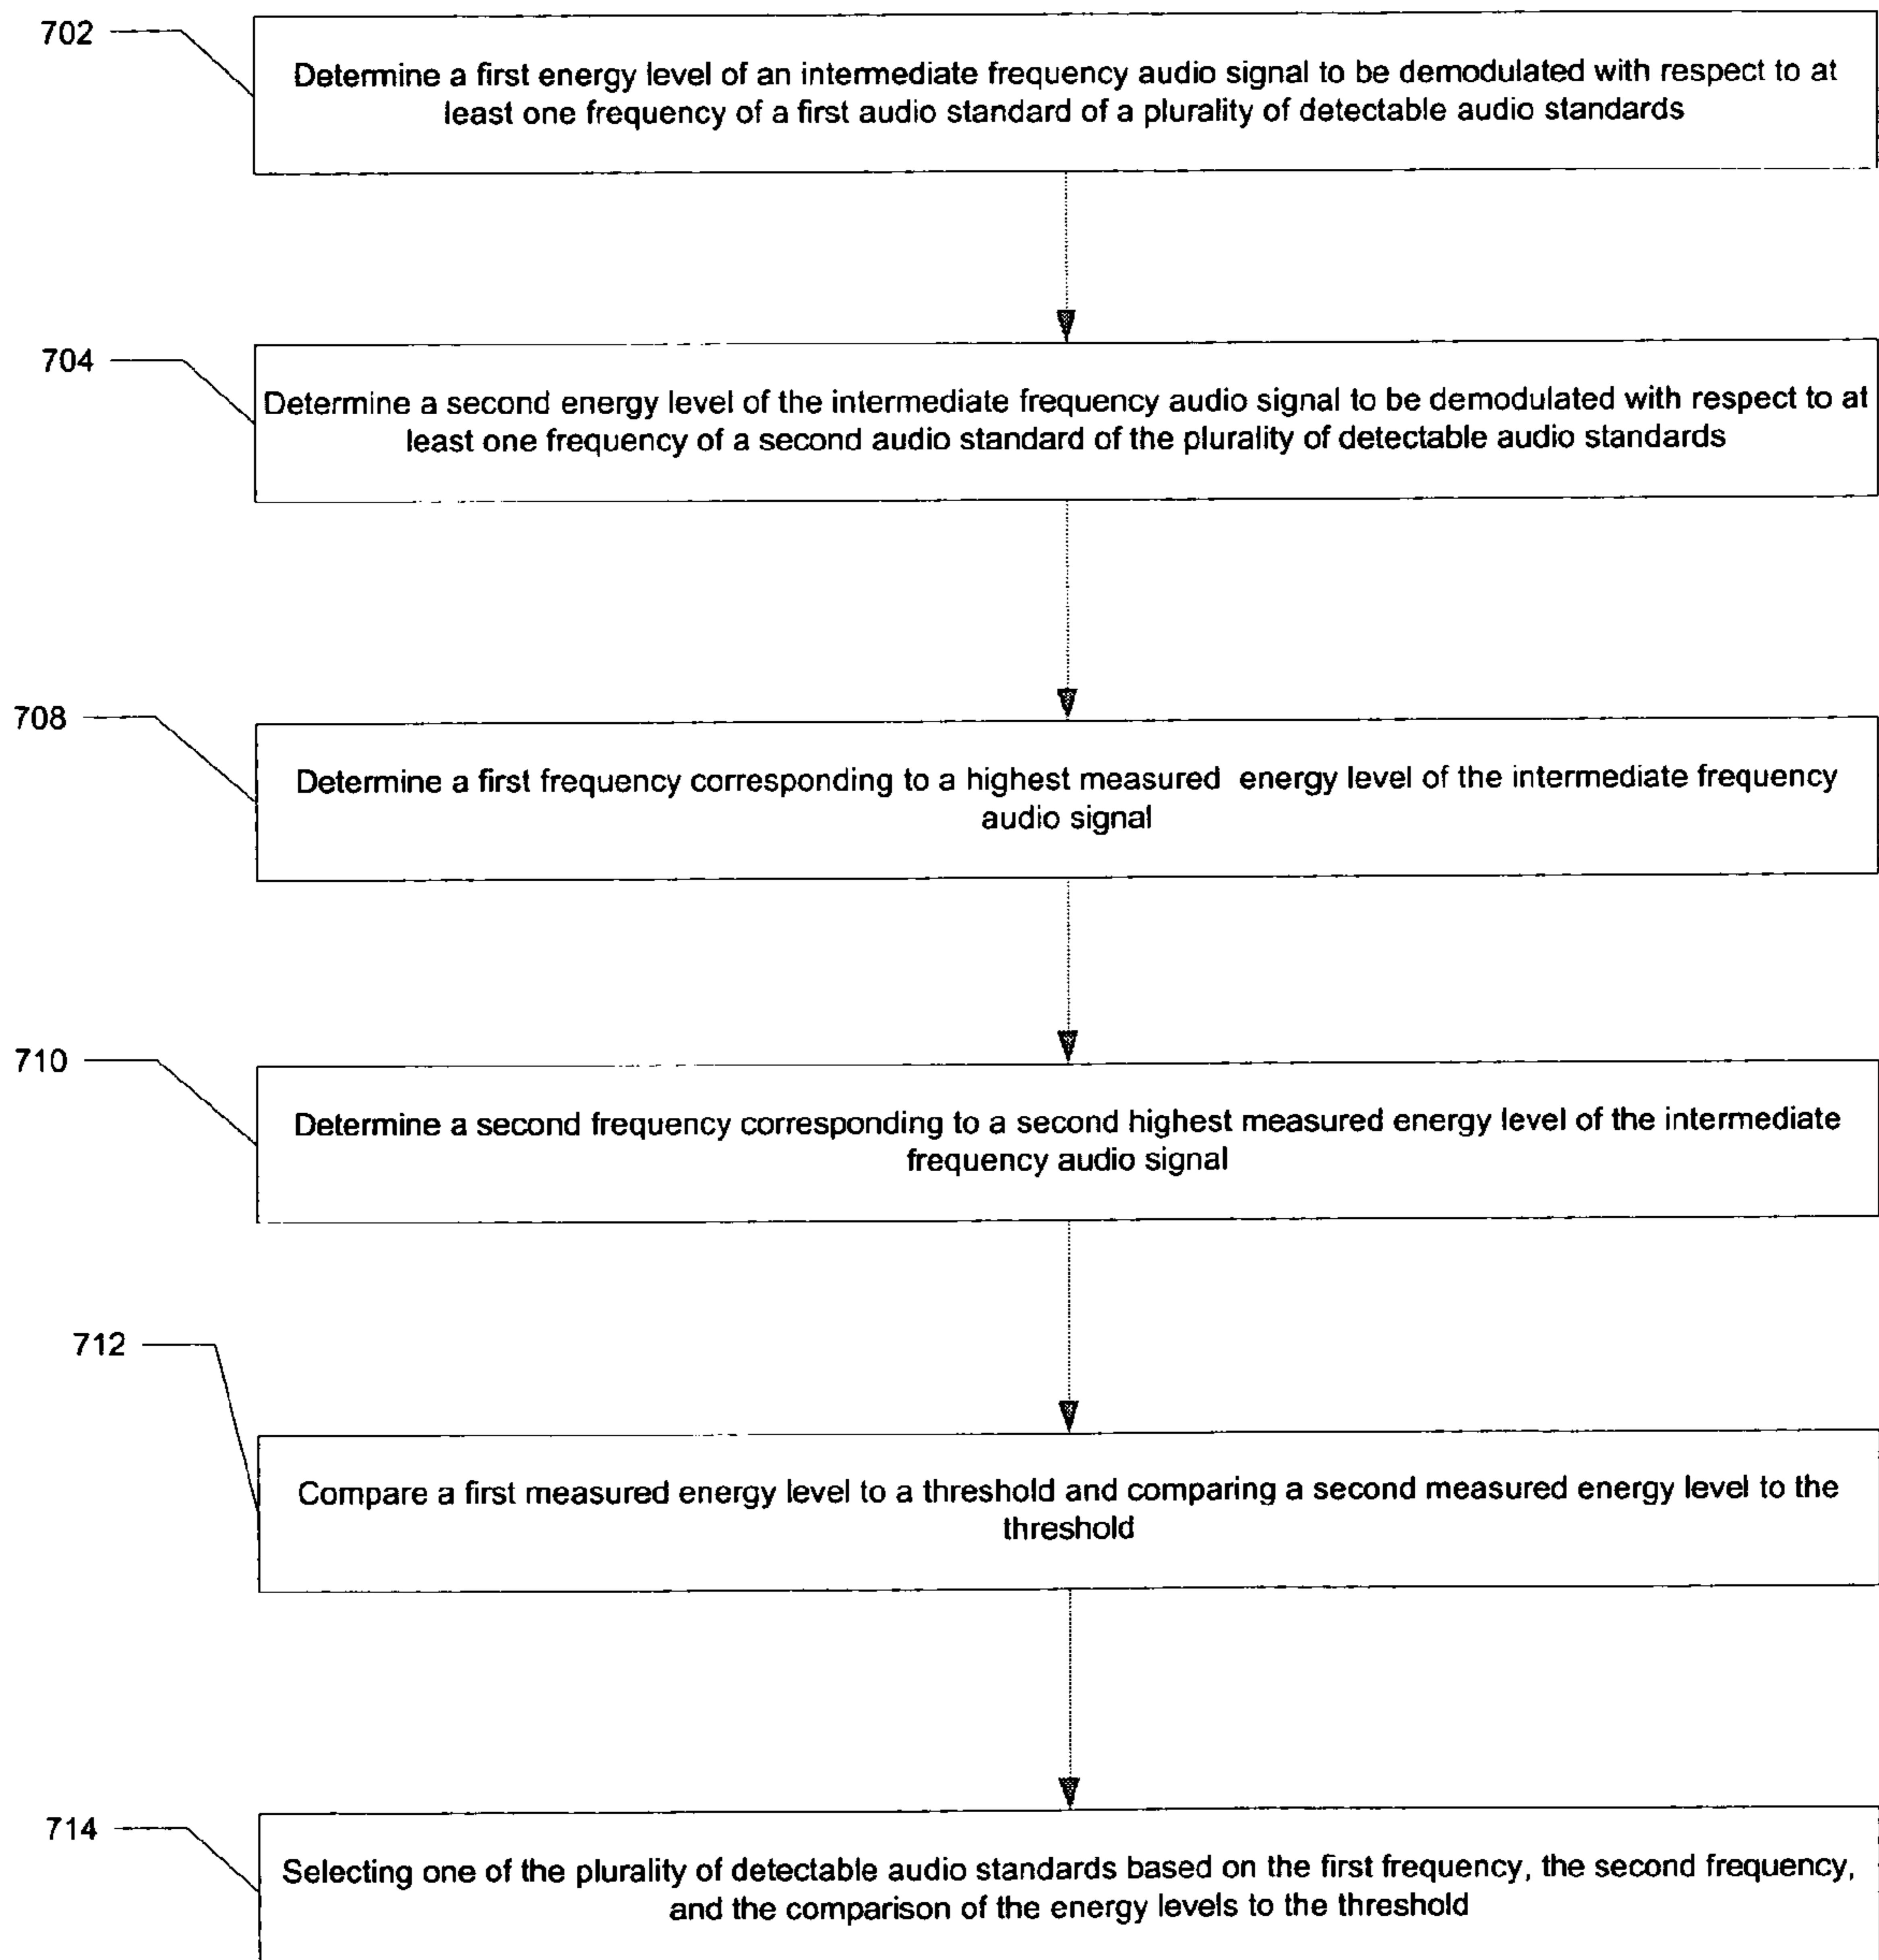 702
Determine a first energy level of an intermediate frequency audio signal to be demodulated with respect to at
least one frequency of a first audio standard of a plurality of detectable audio standards
704
Determine a second energy level of the intermediate frequency audio signal to be demodulated with respect to at
least one frequency of a second audio standard of the plurality of detectable audio standards
708
Determine a first frequency corresponding to a highest measured energy level of the intermediate frequency
audio signal
710
Determine a second frequency corresponding to a second highest measured energy level of the intermediate
frequency audio signal
712
Compare a first measured energy level to a threshold and comparing a second measured energy level to the
threshold
714
Selecting one of the plurality of detectable audio standards based on the first frequency, the second frequency,
and the comparison of the energy levels to the threshold